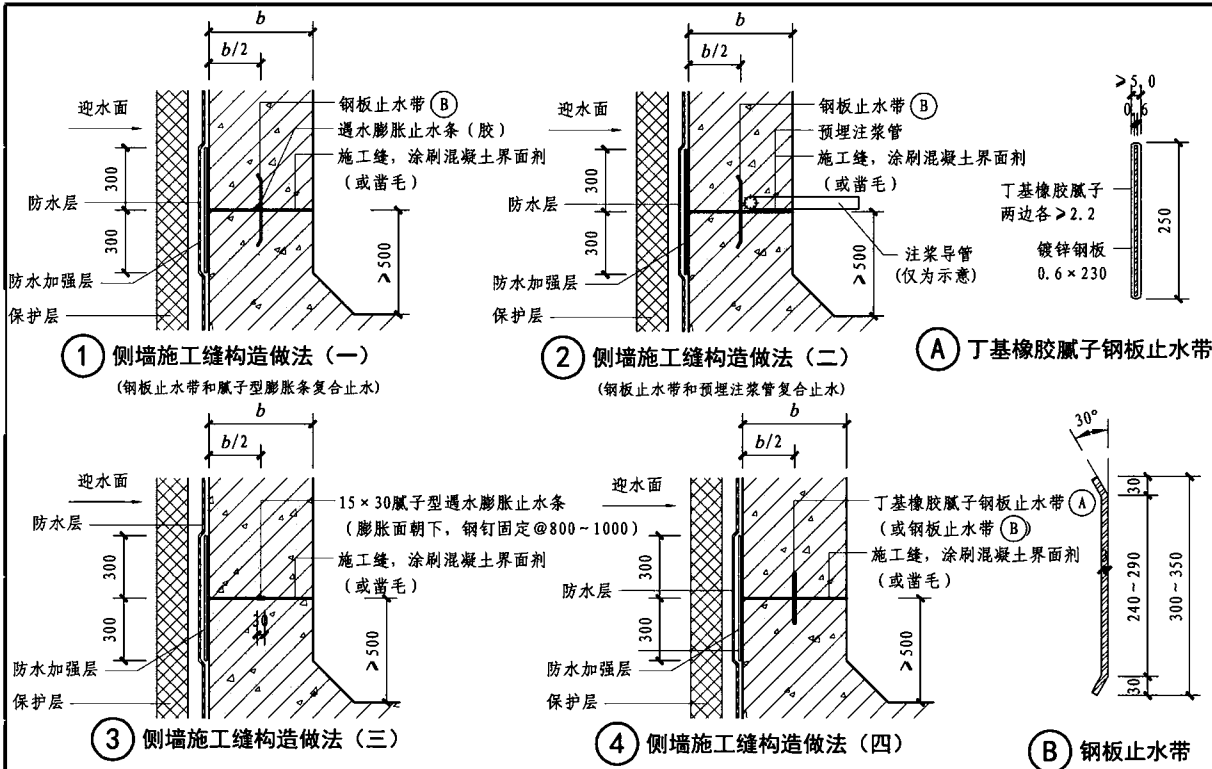 b
b/2
迎水面
钢板止水带 B
遇水膨胀止水条（胶）
施工缝，涂刷混凝土界面剂
（或凿毛）
300
防水层
300
≥500
防水加强层
保护层
1 侧墙施工缝构造做法（一）
(钢板止水带和腻子型膨胀条复合止水)
b
b/2
迎水面
钢板止水带 B
预埋注浆管
施工缝，涂刷混凝土界面剂
（或凿毛）
300
防水层
300
≥500
注浆导管
(仅为示意)
防水加强层
保护层
2 侧墙施工缝构造做法（二）
(钢板止水带和预埋注浆管复合止水)
≥5.0
0.6
丁基橡胶腻子
两边各≥2.2
250
镀锌钢板
0.6×230
A 丁基橡胶腻子钢板止水带
b
b/2
迎水面
15×30腻子型遇水膨胀止水条
（膨胀面朝下，钢钉固定@800~1000）
防水层
施工缝，涂刷混凝土界面剂
（或凿毛）
300
30
300
≥500
防水加强层
保护层
3 侧墙施工缝构造做法（三）
b
b/2
迎水面
丁基橡胶腻子钢板止水带 A
（或钢板止水带 B）
施工缝，涂刷混凝土界面剂
（或凿毛）
300
防水层
300
≥500
防水加强层
保护层
4 侧墙施工缝构造做法（四）
30°
30
240~290
300~350
30
B 钢板止水带